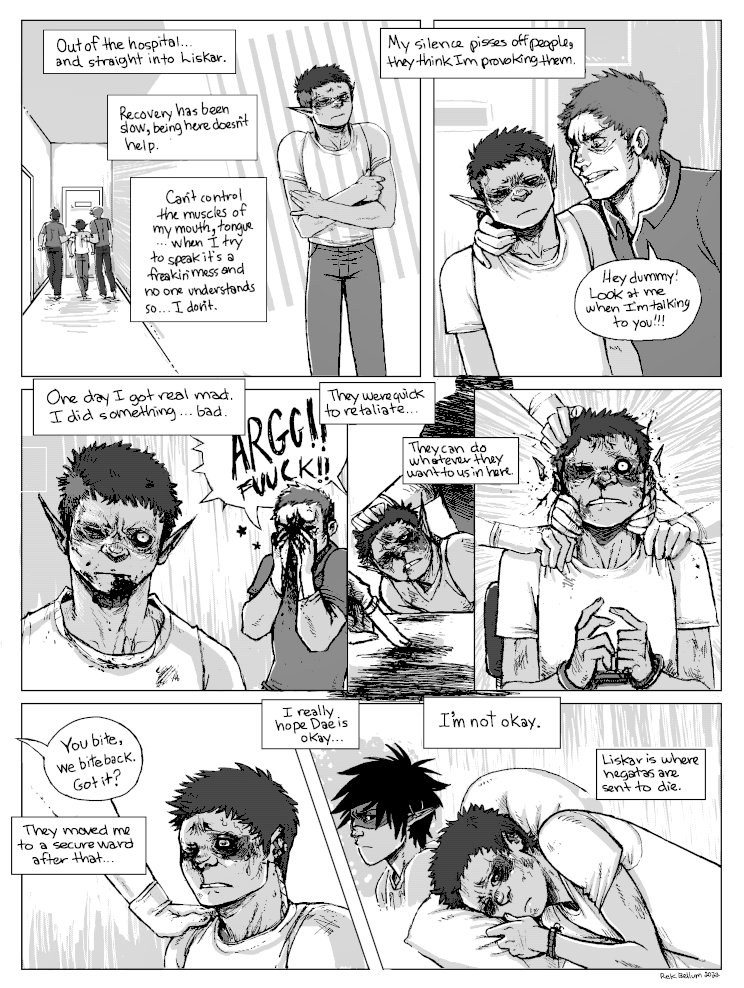 Out of the hospital...
and straight into Liskar.
Recovery has been
slow, being here doesn't
help.
Can't control
the muscles of
my mouth, tongue
... when I try
to speak it's a
freakin mess and
no one understands
so... I don't.
My silence pisses off people,
they think I'm provoking them.
Hey dummy!
Look at me
when I'm talking
to you!!!
One day I got real mad.
I did something... bad.
ARGG!!
FUUUCK!!
They were quick
to retaliate...
They can do
whatever they
want to us in here.
You bite,
we bite back.
Got it?
They moved me
to a secure ward
after that...
I really
hope Dae is
okay...
I'm not okay.
Liskar is where
negatas are
sent to die.
Rek Bellum 2022